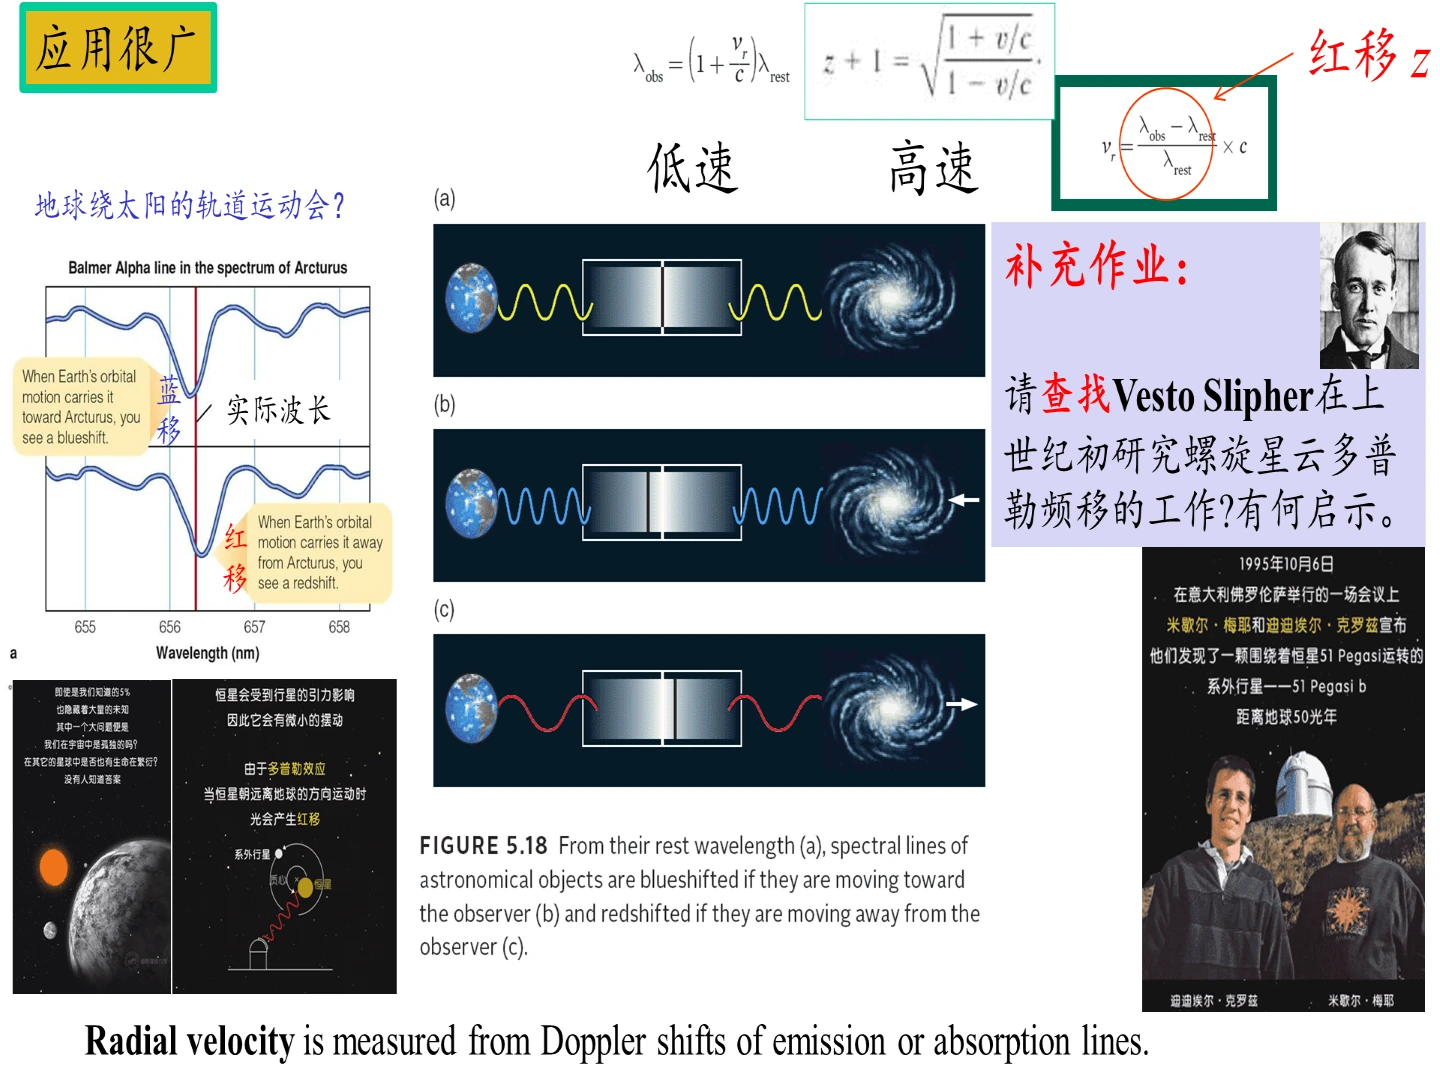 应用很广
λobs = (1 + vr/c) λrest
z + 1 = √((1 + v/c)/(1 − v/c)).
红移 z
vr = (λobs − λrest)/λrest × c
低速
高速
地球绕太阳的轨道运动会?
Balmer Alpha line in the spectrum of Arcturus
When Earth's orbital
motion carries it
toward Arcturus, you
see a blueshift.
蓝
移
实际波长
When Earth's orbital
motion carries it away
from Arcturus, you
see a redshift.
红
移
655 656 657 658
Wavelength (nm)
a
(a)
(b)
(c)
补充作业:
请查找Vesto Slipher在上
世纪初研究螺旋星云多普
勒频移的工作?有何启示。
即使是我们知道的5%
也隐藏着大量的未知
其中一个大问题便是
我们在宇宙中是孤独的吗?
在其它的星球中是否也有生命在繁衍?
没有人知道答案
恒星会受到行星的引力影响
因此它会有微小的摆动
由于多普勒效应
当恒星朝远离地球的方向运动时
光会产生红移
系外行星
质心
恒星
FIGURE 5.18 From their rest wavelength (a), spectral lines of
astronomical objects are blueshifted if they are moving toward
the observer (b) and redshifted if they are moving away from the
observer (c).
1995年10月6日
在意大利佛罗伦萨举行的一场会议上
米歇尔·梅耶和迪迪埃尔·克罗兹宣布
他们发现了一颗围绕着恒星51 Pegasi运转的
系外行星——51 Pegasi b
距离地球50光年
迪迪埃尔·克罗兹
米歇尔·梅耶
Radial velocity is measured from Doppler shifts of emission or absorption lines.